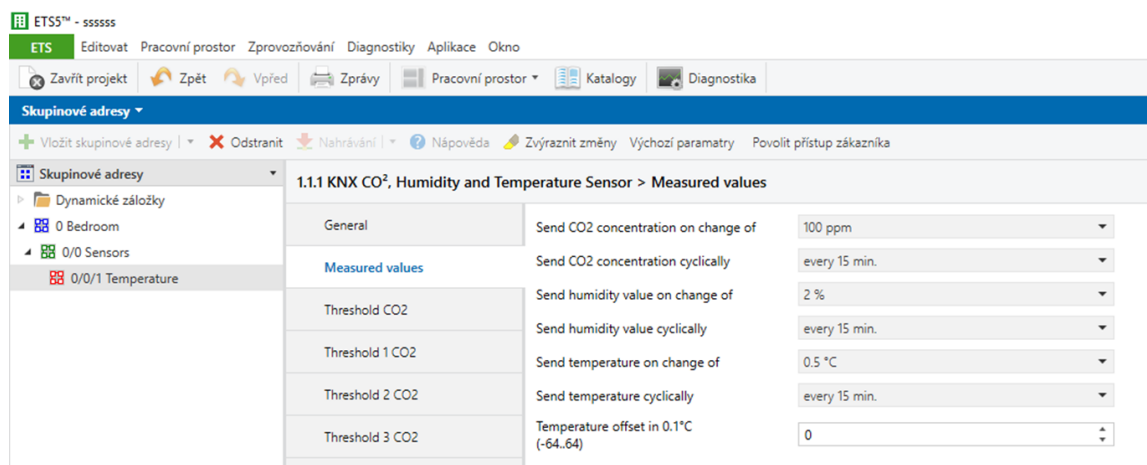 ETS5™ - ssssss
ETS Editovat Pracovní prostor Zprovozňování Diagnostiky Aplikace Okno
Zavřít projekt Zpět Vpřed Zprávy Pracovní prostor Katalogy Diagnostika
Skupinové adresy
Vložit skupinové adresy Odstranit Nahrávání Nápověda Zvýraznit změny Výchozí paramatry Povolit přístup zákazníka
Skupinové adresy
Dynamické záložky
0 Bedroom
0/0 Sensors
0/0/1 Temperature
1.1.1 KNX CO², Humidity and Temperature Sensor > Measured values
General
Measured values
Threshold CO2
Threshold 1 CO2
Threshold 2 CO2
Threshold 3 CO2
Send CO2 concentration on change of 100 ppm
Send CO2 concentration cyclically every 15 min.
Send humidity value on change of 2 %
Send humidity value cyclically every 15 min.
Send temperature on change of 0.5 °C
Send temperature cyclically every 15 min.
Temperature offset in 0.1°C
(-64..64) 0